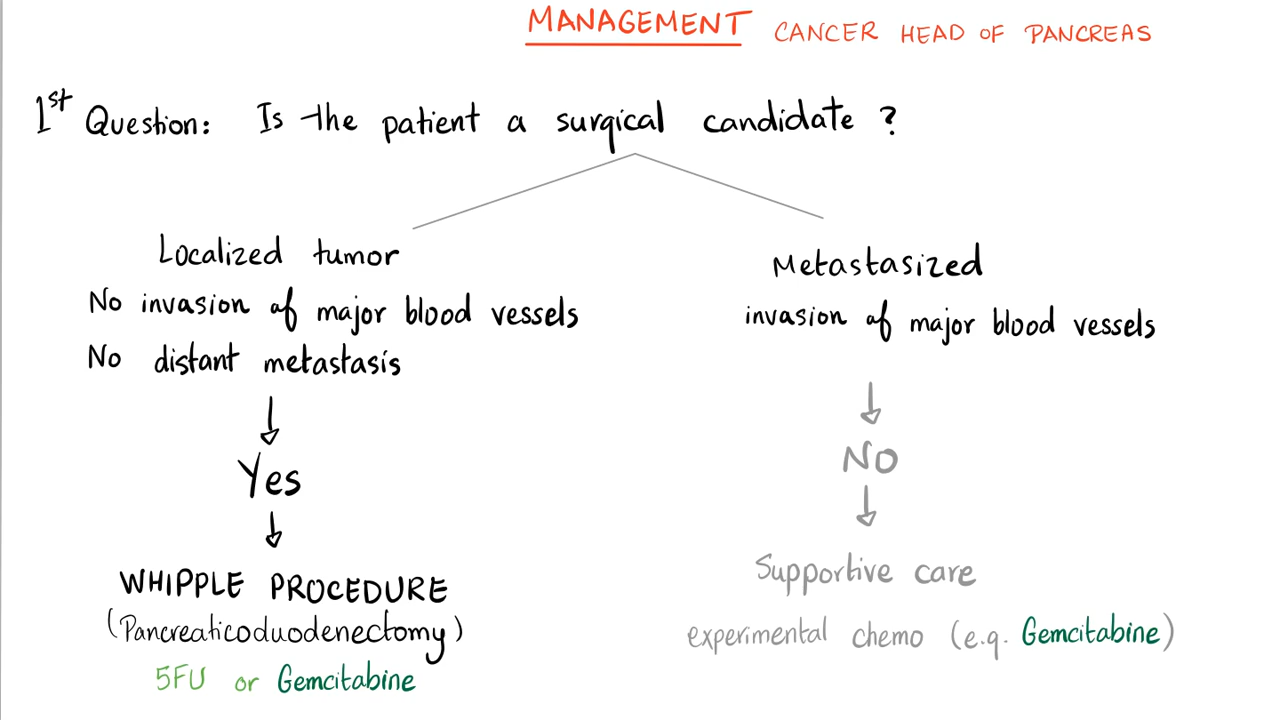 MANAGEMENT CANCER HEAD OF PANCREAS
1st Question: Is the patient a surgical candidate ?
Localized tumor
No invasion of major blood vessels
No distant metastasis
Yes
WHIPPLE PROCEDURE
(Pancreaticoduodenectomy)
5FU or Gemcitabine
Metastasized
invasion of major blood vessels
NO
Supportive care
experimental chemo (e.g. Gemcitabine)